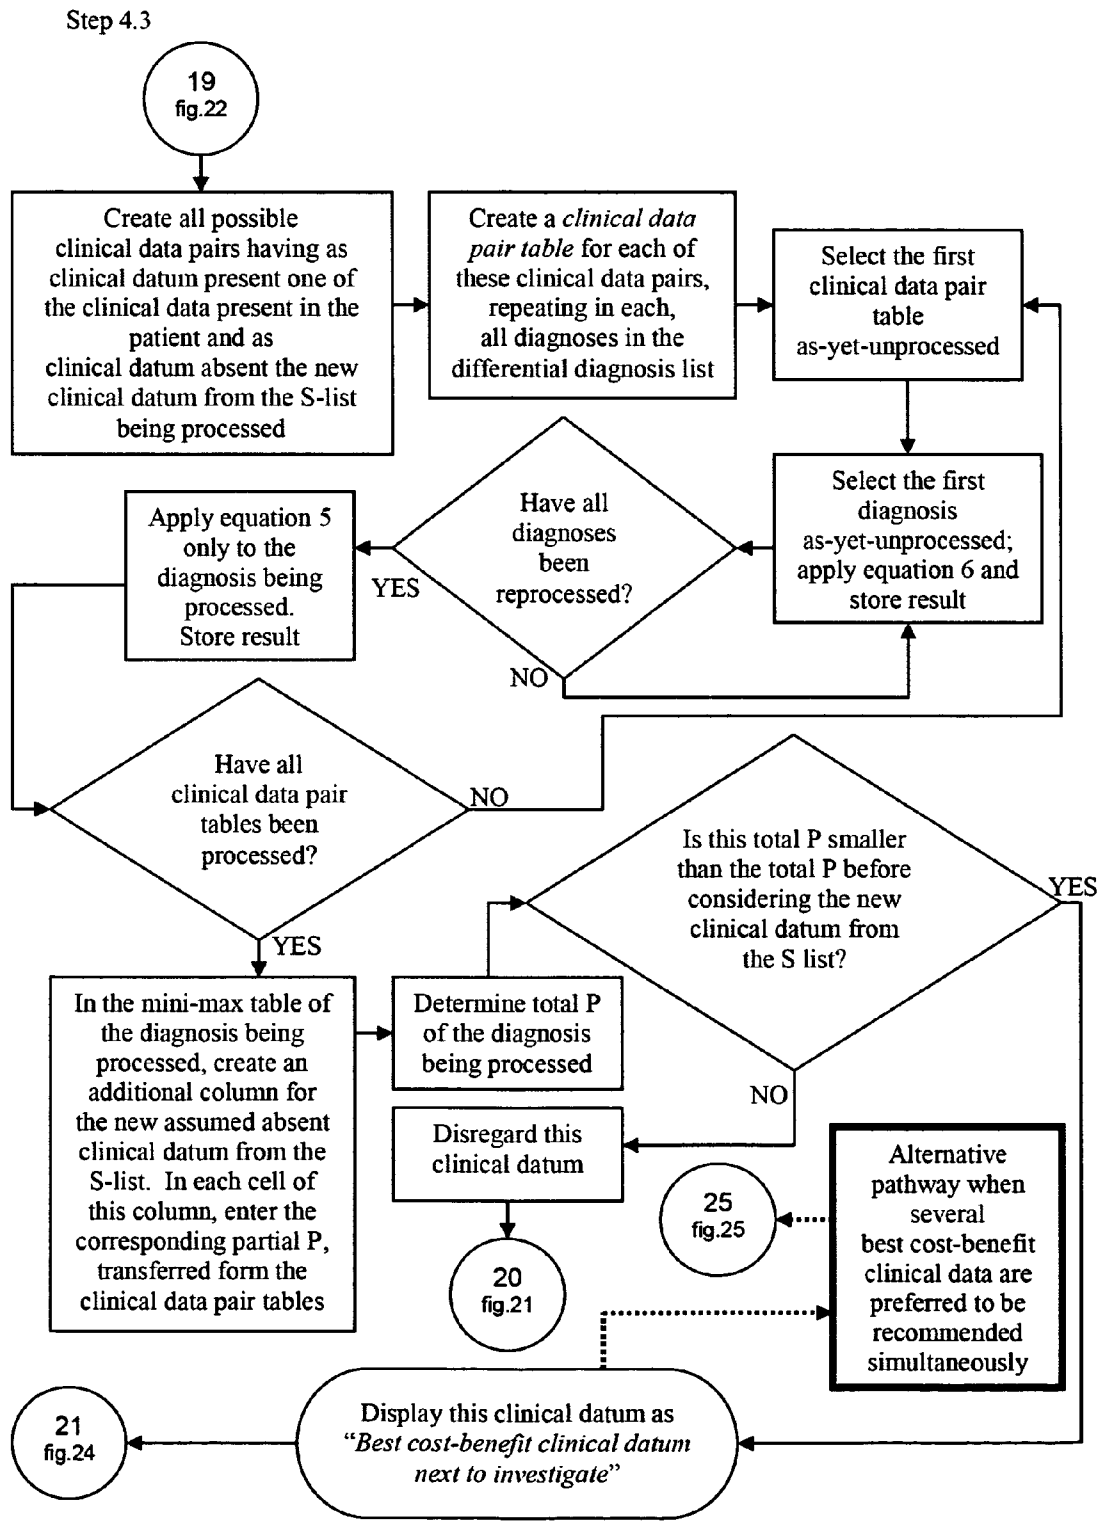 Step 4.3
19
fig.22
Create all possible
clinical data pairs having as
clinical datum present one of
the clinical data present in the
patient and as
clinical datum absent the new
clinical datum from the S-list
being processed
Create a clinical data
pair table for each of
these clinical data pairs,
repeating in each,
all diagnoses in the
differential diagnosis list
Select the first
clinical data pair
table
as-yet-unprocessed
Select the first
diagnosis
as-yet-unprocessed;
apply equation 6 and
store result
Have all
diagnoses
been
reprocessed?
YES
NO
Apply equation 5
only to the
diagnosis being
processed.
Store result
Have all
clinical data pair
tables been
processed?
NO
YES
In the mini-max table of
the diagnosis being
processed, create an
additional column for
the new assumed absent
clinical datum from the
S-list. In each cell of
this column, enter the
corresponding partial P,
transferred form the
clinical data pair tables
Determine total P
of the diagnosis
being processed
Is this total P smaller
than the total P before
considering the new
clinical datum from
the S list?
YES
NO
Disregard this
clinical datum
20
fig.21
25
fig.25
Alternative
pathway when
several
best cost-benefit
clinical data are
preferred to be
recommended
simultaneously
Display this clinical datum as
“Best cost-benefit clinical datum
next to investigate”
21
fig.24